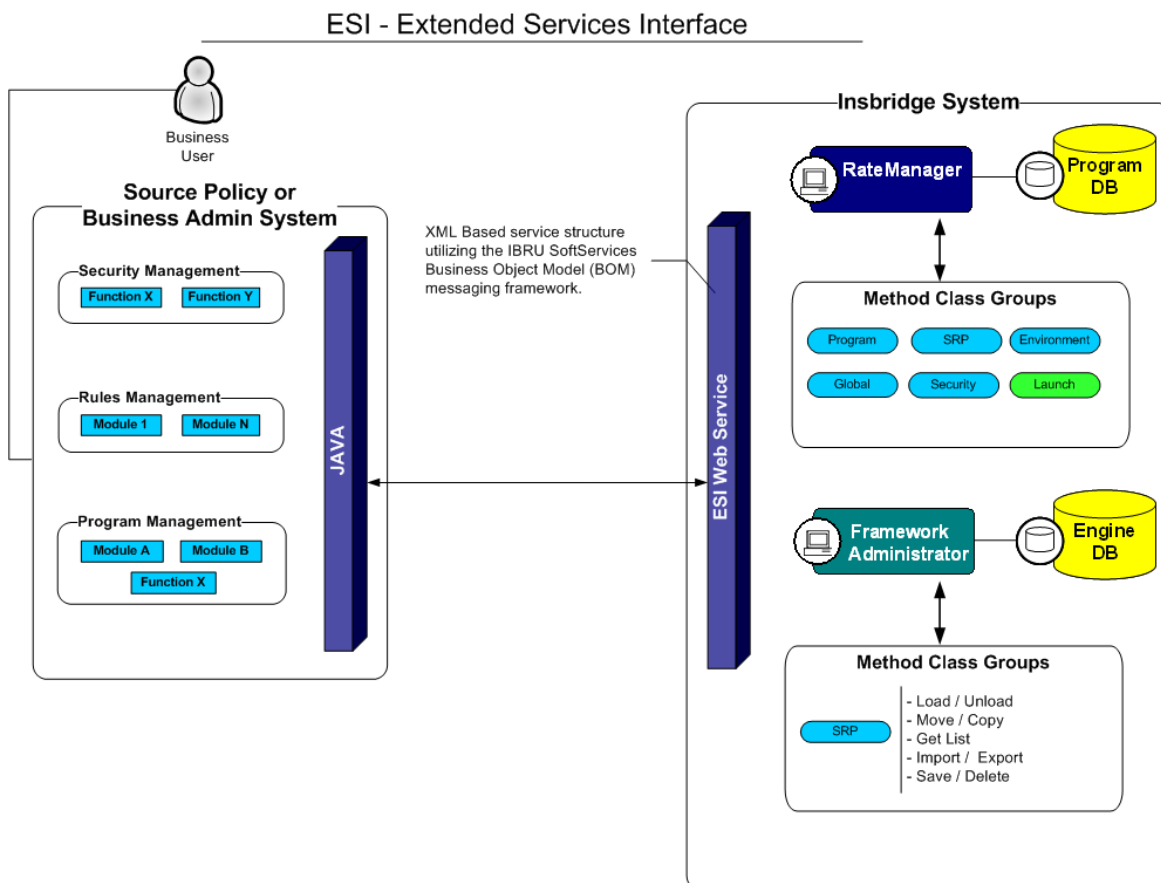 ESI - Extended Services Interface
Business
User
Source Policy or
Business Admin System
Security Management
Function X
Function Y
Rules Management
Module 1
Module N
Program Management
Module A
Module B
Function X
JAVA
XML Based service structure
utilizing the IBRU SoftServices
Business Object Model (BOM)
messaging framework.
ESI Web Service
Insbridge System
RateManager
Program
DB
Method Class Groups
Program
SRP
Environment
Global
Security
Launch
Framework
Administrator
Engine
DB
Method Class Groups
SRP
- Load / Unload
- Move / Copy
- Get List
- Import / Export
- Save / Delete